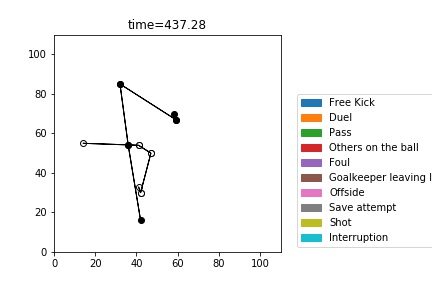 time=437.28
100
80
60
40
20
0
0 20 40 60 80 100
Free Kick
Duel
Pass
Others on the ball
Foul
Goalkeeper leaving l
Offside
Save attempt
Shot
Interruption